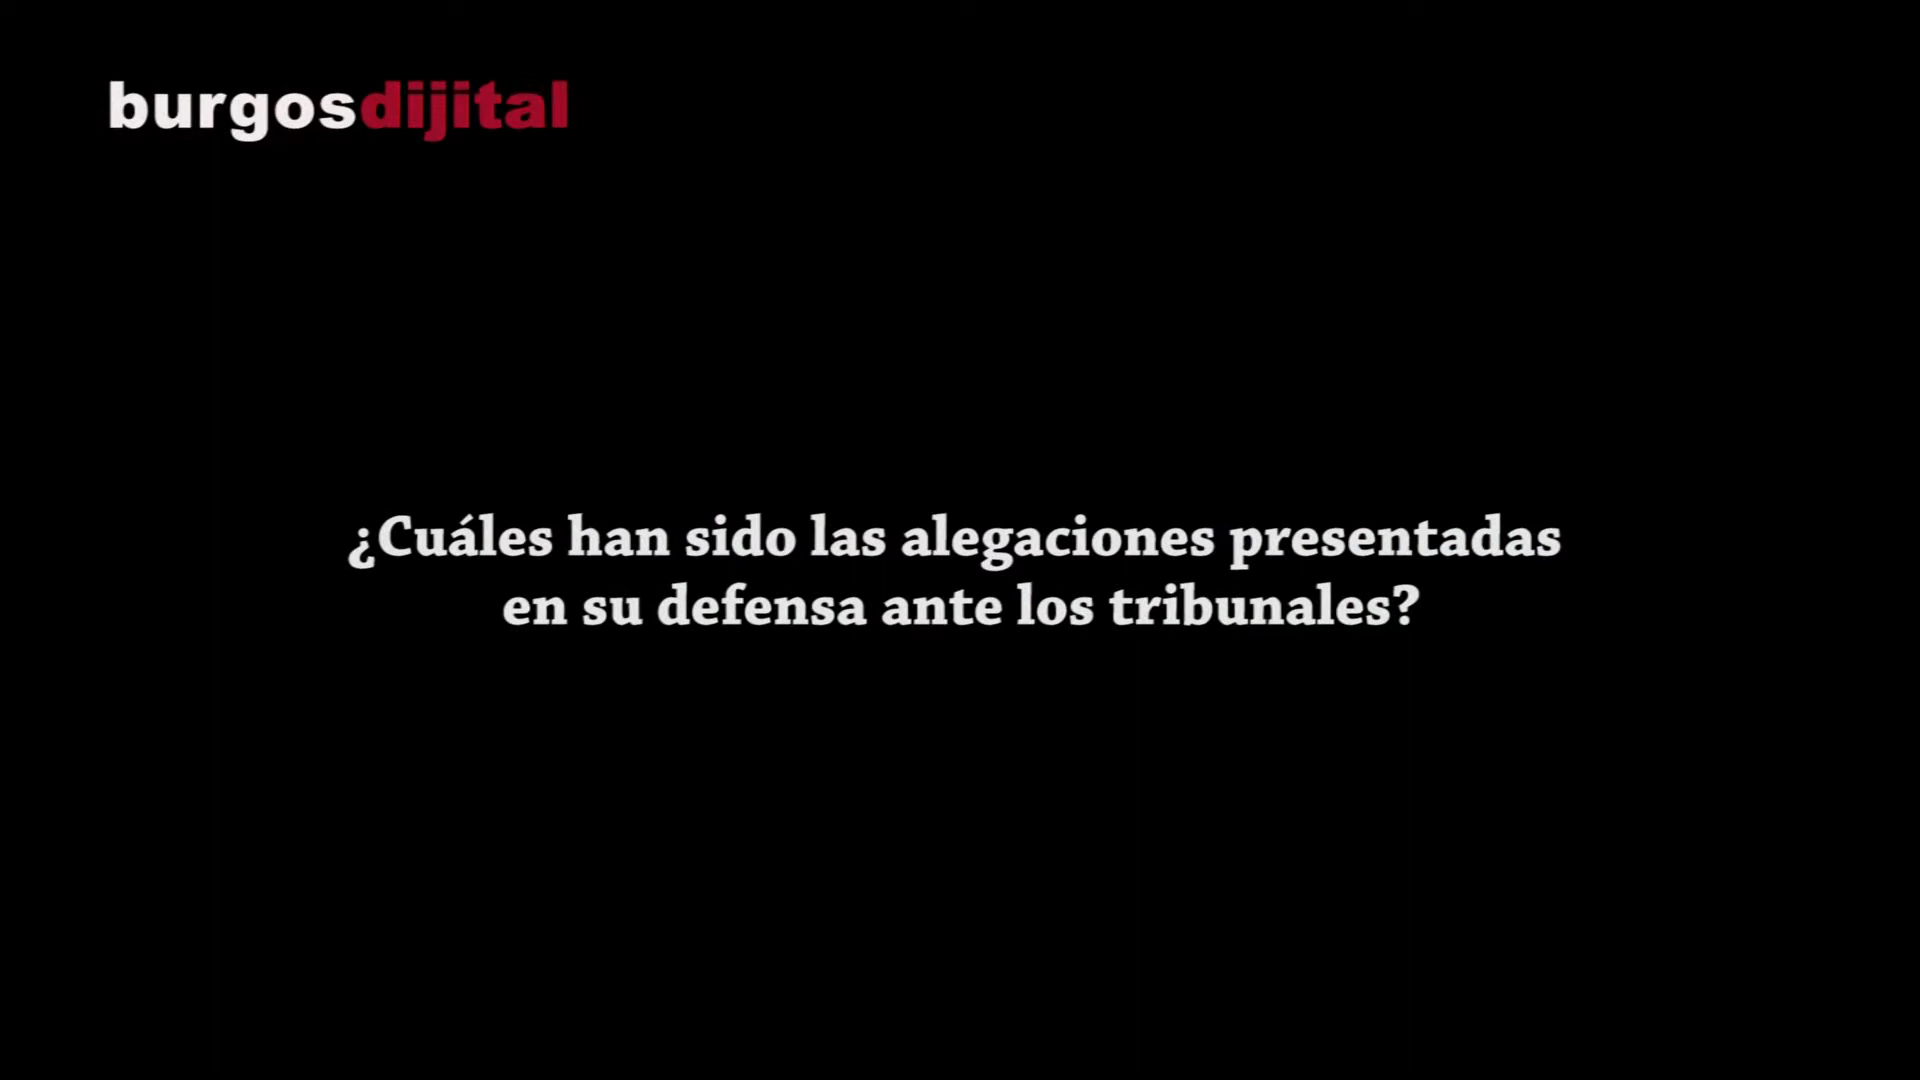 burgosdijital
¿Cuáles han sido las alegaciones presentadas
en su defensa ante los tribunales?